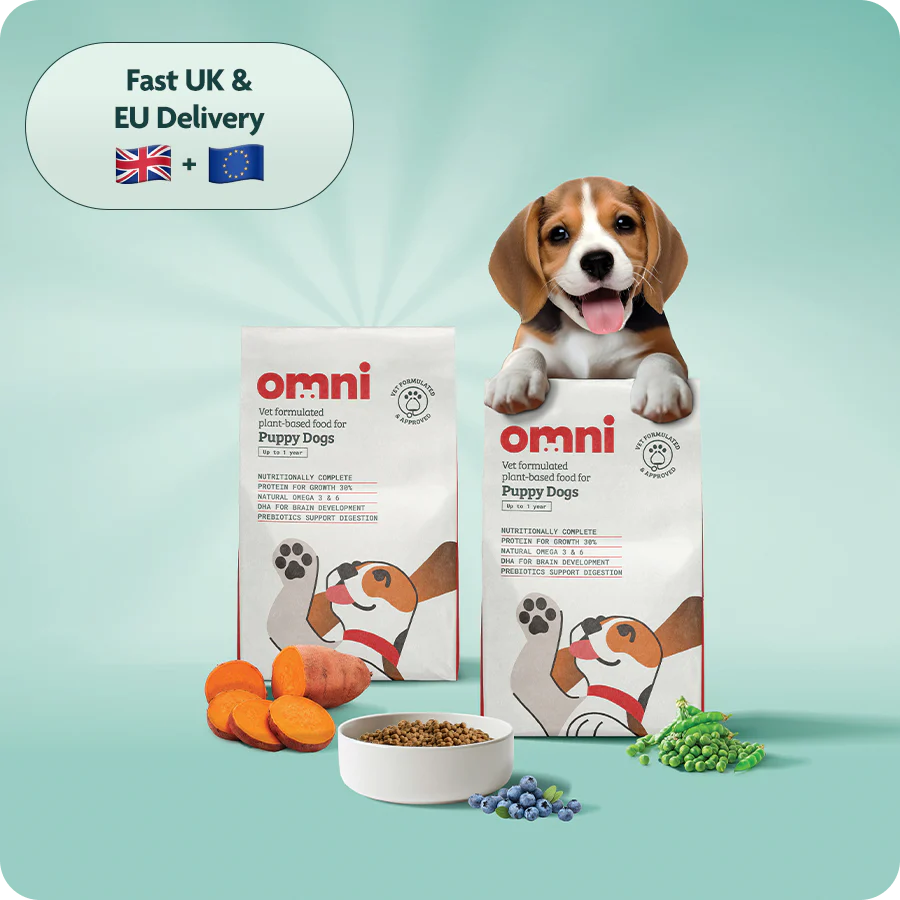 Fast UK &
EU Delivery
+
omni
VET FORMULATED
& APPROVED
Vet formulated
plant-based food for
Puppy Dogs
Up to 1 year
NUTRITIONALLY COMPLETE
PROTEIN FOR GROWTH 30%
NATURAL OMEGA 3 & 6
DHA FOR BRAIN DEVELOPMENT
PREBIOTICS SUPPORT DIGESTION
omni
VET FORMULATED
& APPROVED
Vet formulated
plant-based food for
Puppy Dogs
Up to 1 year
NUTRITIONALLY COMPLETE
PROTEIN FOR GROWTH 30%
NATURAL OMEGA 3 & 6
DHA FOR BRAIN DEVELOPMENT
PREBIOTICS SUPPORT DIGESTION